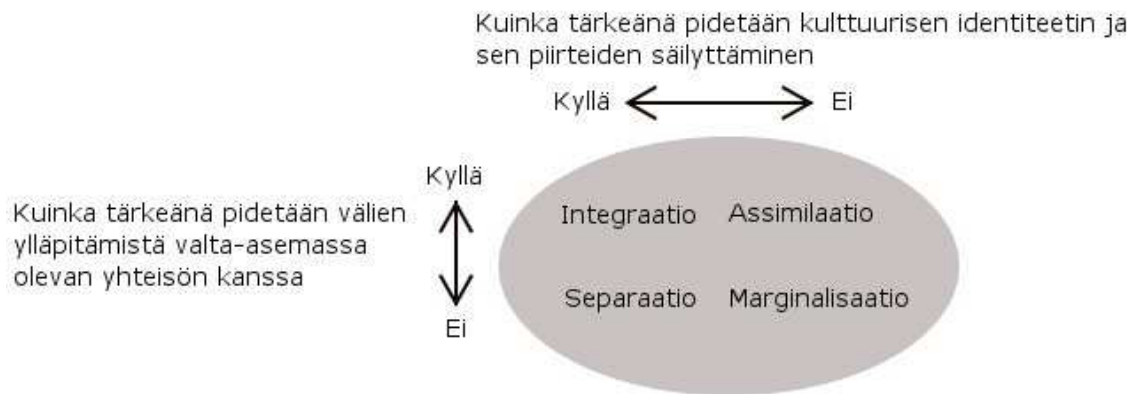 Kuinka tärkeänä pidetään kulttuurisen identiteetin ja
sen piirteiden säilyttäminen
Kyllä Ei
Kyllä
Kuinka tärkeänä pidetään välien
ylläpitämistä valta-asemassa
olevan yhteisön kanssa
Ei
Integraatio Assimilaatio
Separaatio Marginalisaatio